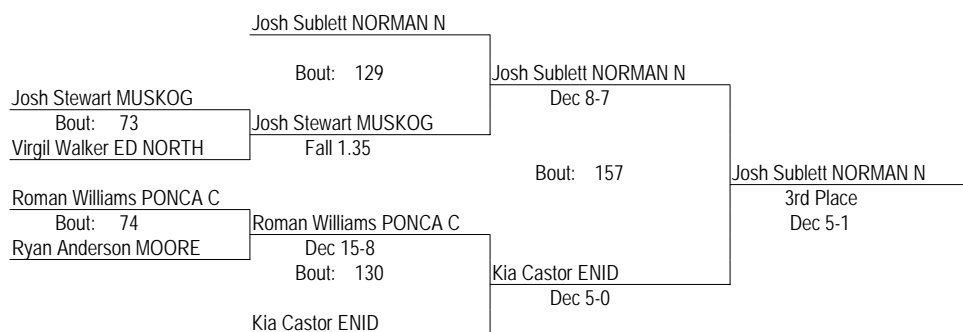 Josh Sublett NORMAN N
Bout: 129
Josh Sublett NORMAN N
Dec 8-7
Josh Stewart MUSKOG
Bout: 73
Josh Stewart MUSKOG
Virgil Walker ED NORTH
Fall 1.35
Bout: 157
Josh Sublett NORMAN N
3rd Place
Dec 5-1
Roman Williams PONCA C
Bout: 74
Roman Williams PONCA C
Ryan Anderson MOORE
Dec 15-8
Bout: 130
Kia Castor ENID
Dec 5-0
Kia Castor ENID